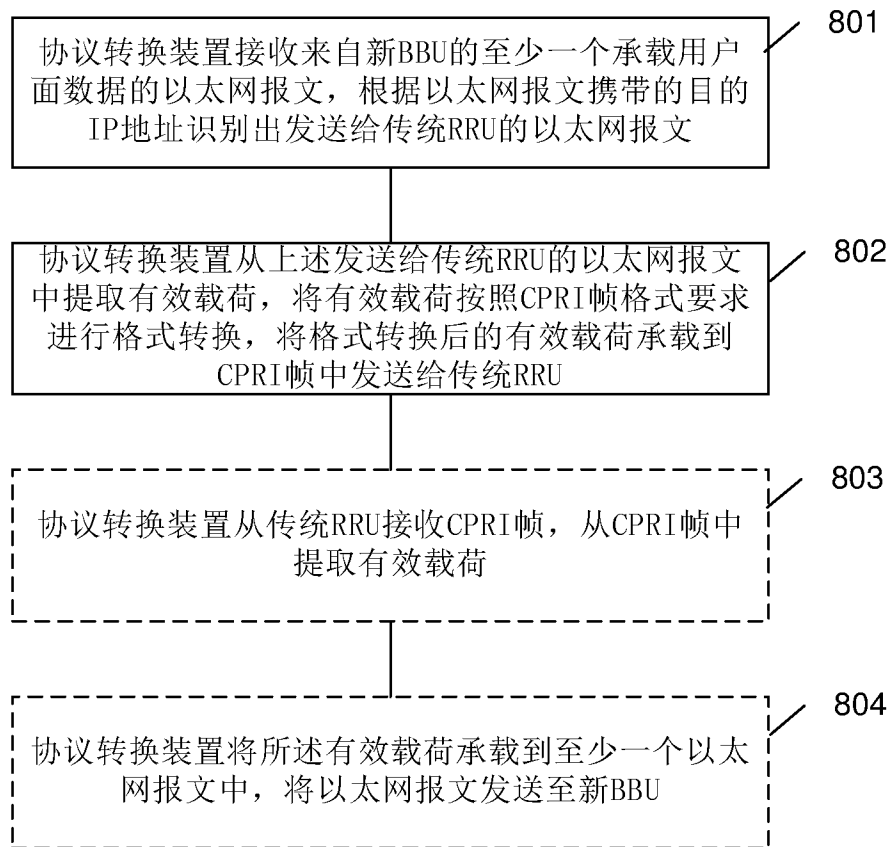 801
协议转换装置接收来自新BBU的至少一个承载用户
面数据的以太网报文，根据以太网报文携带的目的
IP地址识别出发送给传统RRU的以太网报文
802
协议转换装置从上述发送给传统RRU的以太网报文
中提取有效载荷，将有效载荷按照CPRI帧格式要求
进行格式转换，将格式转换后的有效载荷承载到
CPRI帧中发送给传统RRU
803
协议转换装置从传统RRU接收CPRI帧，从CPRI帧中
提取有效载荷
804
协议转换装置将所述有效载荷承载到至少一个以太
网报文中，将以太网报文发送至新BBU